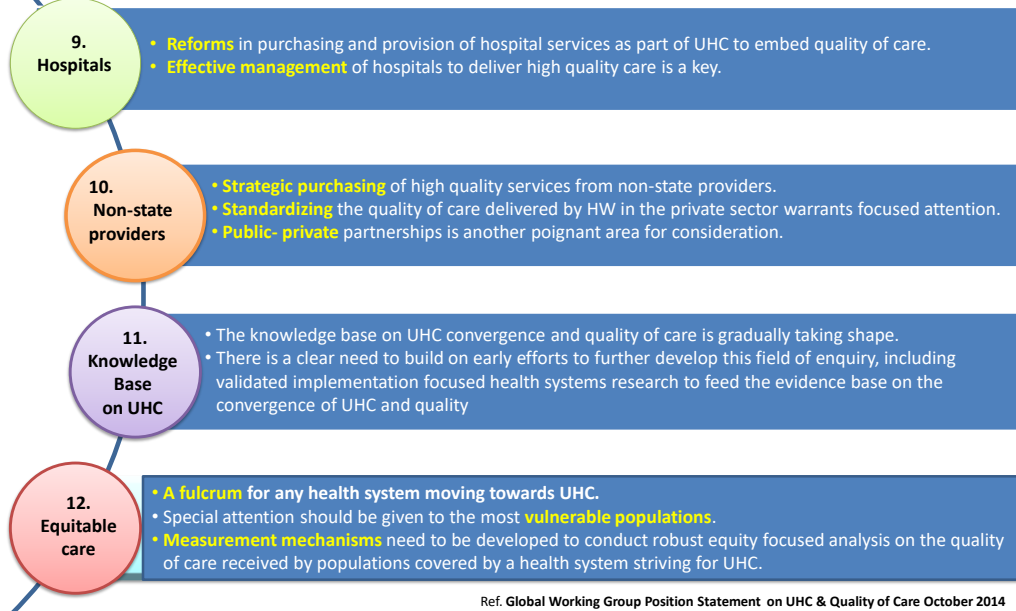 9.
Hospitals
• Reforms in purchasing and provision of hospital services as part of UHC to embed quality of care.
• Effective management of hospitals to deliver high quality care is a key.
10.
Non-state
providers
• Strategic purchasing of high quality services from non-state providers.
• Standardizing the quality of care delivered by HW in the private sector warrants focused attention.
• Public- private partnerships is another poignant area for consideration.
11.
Knowledge
Base
on UHC
• The knowledge base on UHC convergence and quality of care is gradually taking shape.
• There is a clear need to build on early efforts to further develop this field of enquiry, including
validated implementation focused health systems research to feed the evidence base on the
convergence of UHC and quality
12.
Equitable
care
• A fulcrum for any health system moving towards UHC.
• Special attention should be given to the most vulnerable populations.
• Measurement mechanisms need to be developed to conduct robust equity focused analysis on the quality
of care received by populations covered by a health system striving for UHC.
Ref. Global Working Group Position Statement on UHC & Quality of Care October 2014